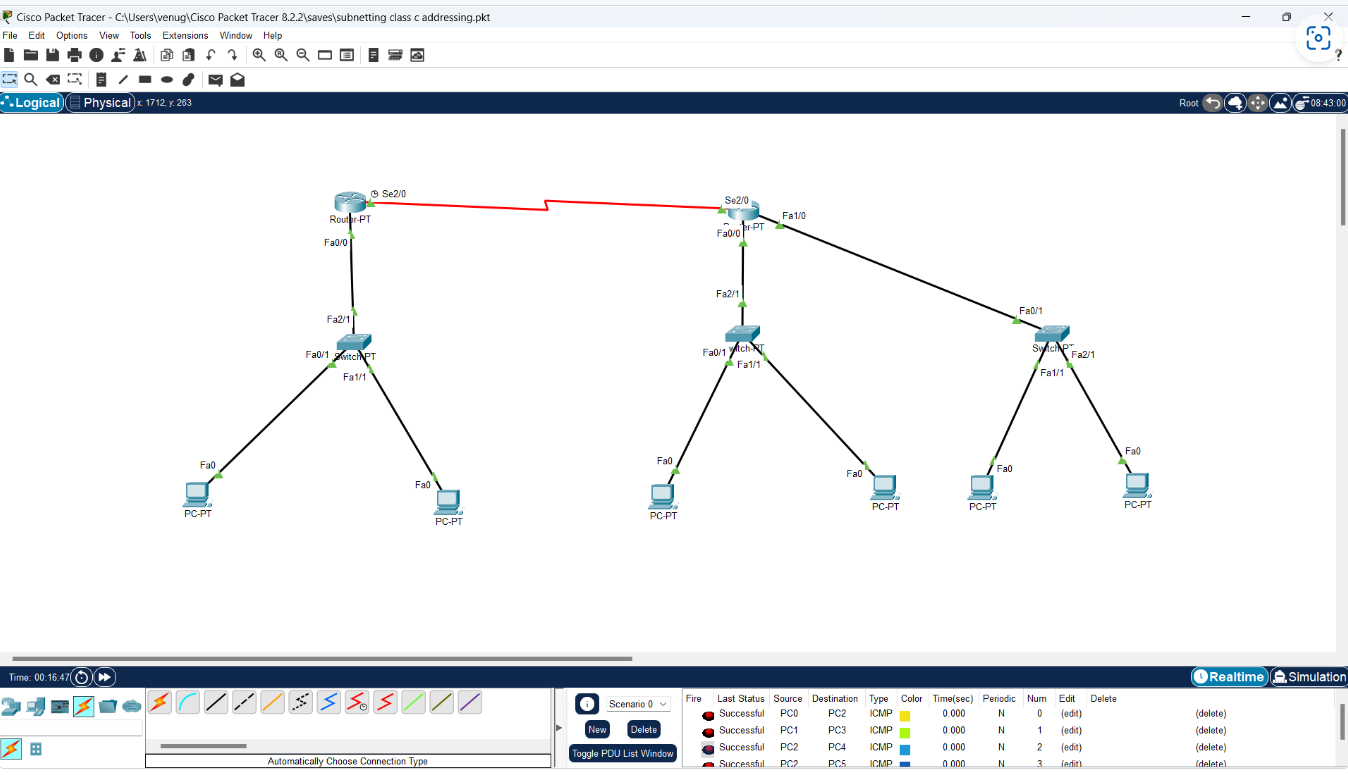 Cisco Packet Tracer - C:\Users\venug\Cisco Packet Tracer 8.2.2\saves\subnetting class c addressing.pkt
File Edit Options View Tools Extensions Window Help
?
Logical Physical x: 1712, y: 263 Root 08:43:00
Se2/0 Se2/0
Router-PT er-PT Fa1/0
Fa0/0 Fa0/0
Fa2/1 Fa2/1 Fa0/1
Fa0/1 Switch-PT Fa0/1 witch-PT Switch-P Fa2/1
Fa1/1 Fa1/1 Fa1/1
Fa0 Fa0 Fa0 Fa0 Fa0 Fa0
PC-PT PC-PT PC-PT PC-PT PC-PT PC-PT
Time: 00:16:47 Realtime Simulation
Scenario 0
New Delete
Toggle PDU List Window
Automatically Choose Connection Type
Fire Last Status Source Destination Type Color Time(sec) Periodic Num Edit Delete
Successful PC0 PC2 ICMP 0.000 N 0 (edit) (delete)
Successful PC1 PC3 ICMP 0.000 N 1 (edit) (delete)
Successful PC2 PC4 ICMP 0.000 N 2 (edit) (delete)
Successful PC2 PC5 ICMP 0.000 N 3 (edit) (delete)